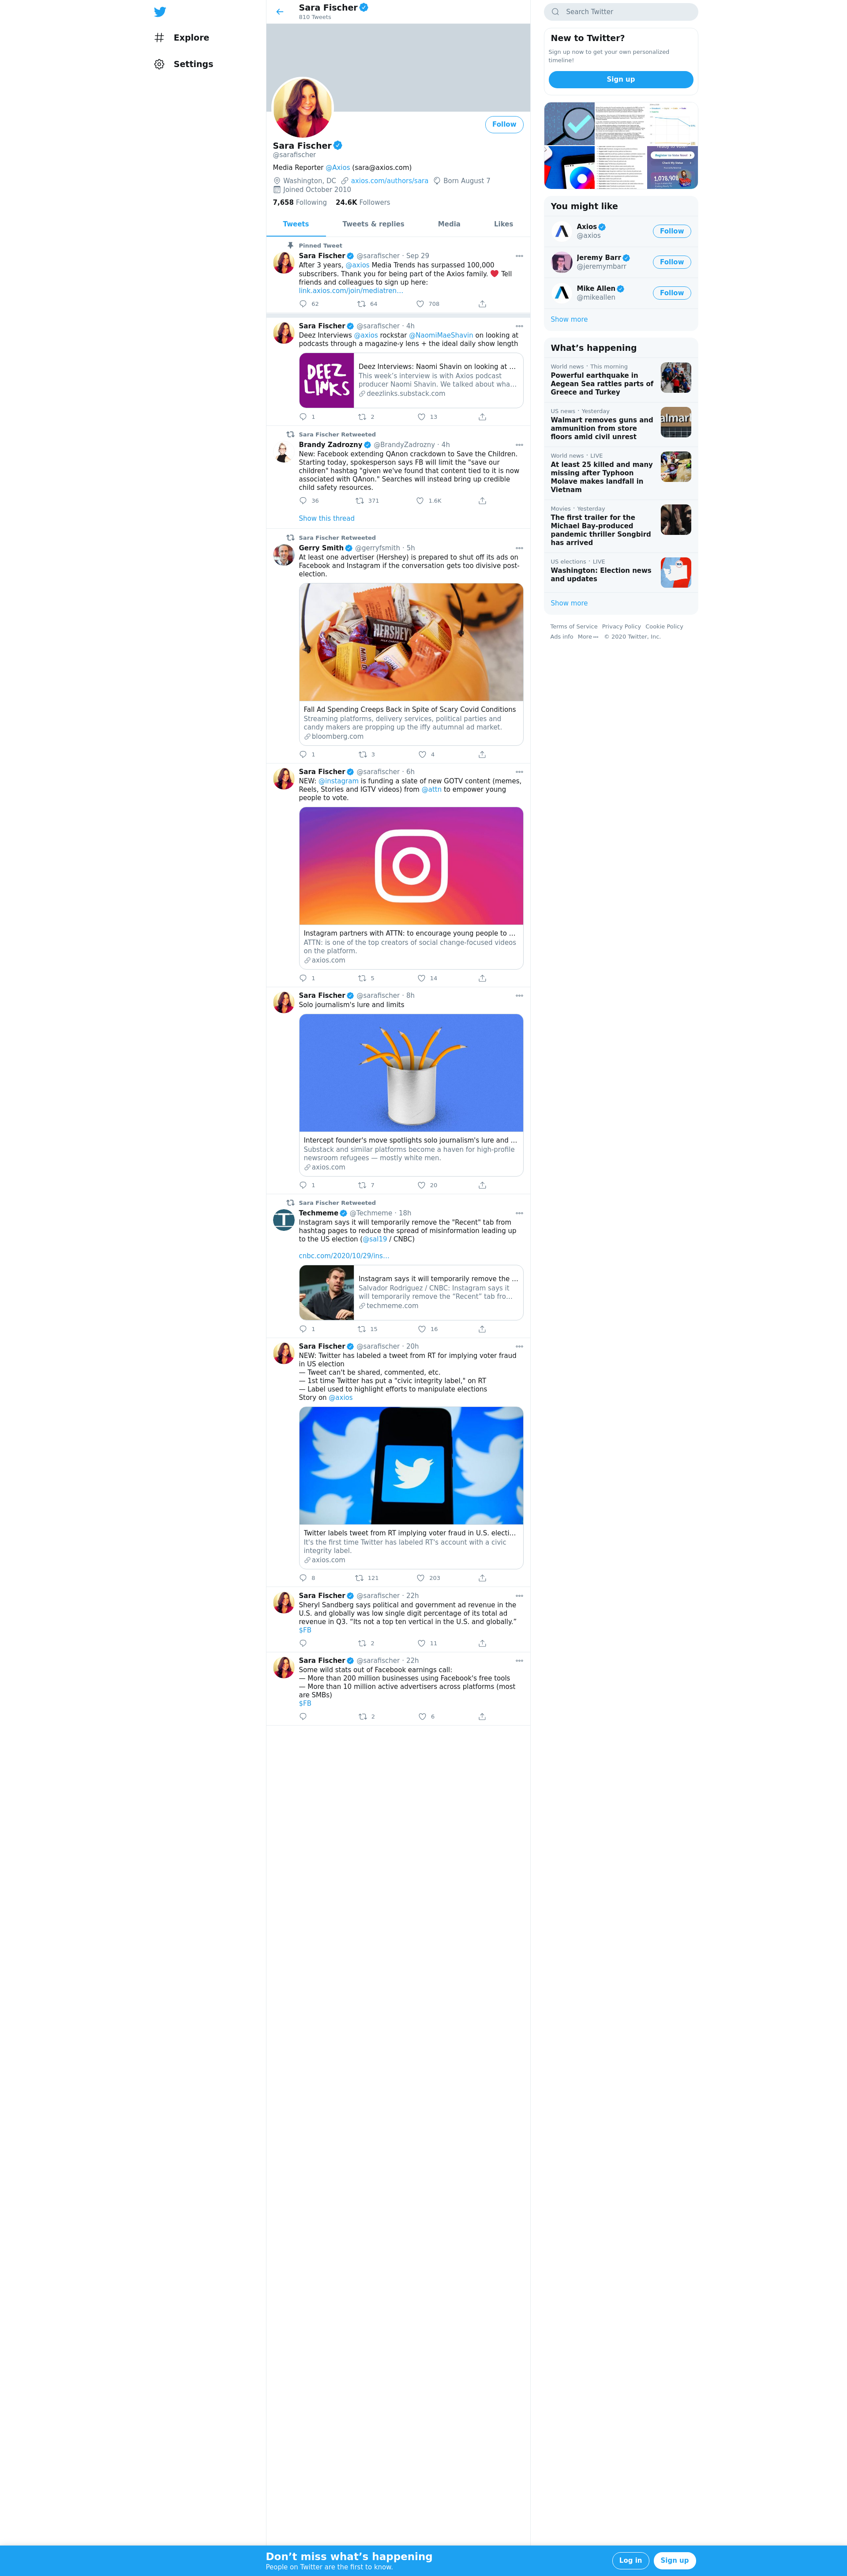 Explore
Settings
Sara Fischer
810 Tweets
Follow
Sara Fischer
@sarafischer
Media Reporter @Axios (sara@axios.com)
Washington, DC axios.com/authors/sara Born August 7
Joined October 2010
7,658 Following 24.6K Followers
Tweets Tweets & replies Media Likes
Pinned Tweet
Sara Fischer @sarafischer · Sep 29
After 3 years, @axios Media Trends has surpassed 100,000
subscribers. Thank you for being part of the Axios family. ❤️ Tell
friends and colleagues to sign up here:
link.axios.com/join/mediatren…
62 64 708
Sara Fischer @sarafischer · 4h
Deez Interviews @axios rockstar @NaomiMaeShavin on looking at
podcasts through a magazine-y lens + the ideal daily show length
DEEZ
LINKS
Deez Interviews: Naomi Shavin on looking at …
This week's interview is with Axios podcast
producer Naomi Shavin. We talked about wha…
deezlinks.substack.com
1 2 13
Sara Fischer Retweeted
Brandy Zadrozny @BrandyZadrozny · 4h
New: Facebook extending QAnon crackdown to Save the Children.
Starting today, spokesperson says FB will limit the "save our
children" hashtag "given we've found that content tied to it is now
associated with QAnon." Searches will instead bring up credible
child safety resources.
36 371 1.6K
Show this thread
Sara Fischer Retweeted
Gerry Smith @gerryfsmith · 5h
At least one advertiser (Hershey) is prepared to shut off its ads on
Facebook and Instagram if the conversation gets too divisive post-
election.
HERSHEY
Fall Ad Spending Creeps Back in Spite of Scary Covid Conditions
Streaming platforms, delivery services, political parties and
candy makers are propping up the iffy autumnal ad market.
bloomberg.com
1 3 4
Sara Fischer @sarafischer · 6h
NEW: @instagram is funding a slate of new GOTV content (memes,
Reels, Stories and IGTV videos) from @attn to empower young
people to vote.
Instagram partners with ATTN: to encourage young people to …
ATTN: is one of the top creators of social change-focused videos
on the platform.
axios.com
1 5 14
Sara Fischer @sarafischer · 8h
Solo journalism's lure and limits
Intercept founder's move spotlights solo journalism's lure and …
Substack and similar platforms become a haven for high-profile
newsroom refugees — mostly white men.
axios.com
1 7 20
Sara Fischer Retweeted
Techmeme @Techmeme · 18h
Instagram says it will temporarily remove the "Recent" tab from
hashtag pages to reduce the spread of misinformation leading up
to the US election (@sal19 / CNBC)
cnbc.com/2020/10/29/ins…
Instagram says it will temporarily remove the …
Salvador Rodriguez / CNBC: Instagram says it
will temporarily remove the "Recent" tab fro…
techmeme.com
1 15 16
Sara Fischer @sarafischer · 20h
NEW: Twitter has labeled a tweet from RT for implying voter fraud
in US election
— Tweet can't be shared, commented, etc.
— 1st time Twitter has put a "civic integrity label," on RT
— Label used to highlight efforts to manipulate elections
Story on @axios
Twitter labels tweet from RT implying voter fraud in U.S. electi…
It's the first time Twitter has labeled RT's account with a civic
integrity label.
axios.com
8 121 203
Sara Fischer @sarafischer · 22h
Sheryl Sandberg says political and government ad revenue in the
U.S. and globally was low single digit percentage of its total ad
revenue in Q3. "Its not a top ten vertical in the U.S. and globally."
$FB
2 11
Sara Fischer @sarafischer · 22h
Some wild stats out of Facebook earnings call:
— More than 200 million businesses using Facebook's free tools
— More than 10 million active advertisers across platforms (most
are SMBs)
$FB
2 6
Search Twitter
New to Twitter?
Sign up now to get your own personalized
timeline!
Sign up
You might like
Axios
@axios
Follow
Jeremy Barr
@jeremymbarr
Follow
Mike Allen
@mikeallen
Follow
Show more
What's happening
World news · This morning
Powerful earthquake in
Aegean Sea rattles parts of
Greece and Turkey
US news · Yesterday
Walmart removes guns and
ammunition from store
floors amid civil unrest
World news · LIVE
At least 25 killed and many
missing after Typhoon
Molave makes landfall in
Vietnam
Movies · Yesterday
The first trailer for the
Michael Bay-produced
pandemic thriller Songbird
has arrived
US elections · LIVE
Washington: Election news
and updates
Show more
Terms of Service Privacy Policy Cookie Policy
Ads info More © 2020 Twitter, Inc.
Don't miss what's happening
People on Twitter are the first to know.
Log in Sign up